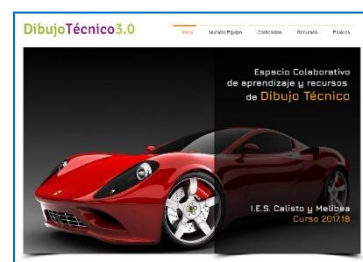 DibujoTécnico3.0
Inicio Nuestro Equipo Contenidos Recursos Enlaces
Espacio Colaborativo
de aprendizaje y recursos
de Dibujo Técnico
I.E.S. Calisto y Melibea
Curso 2017.18